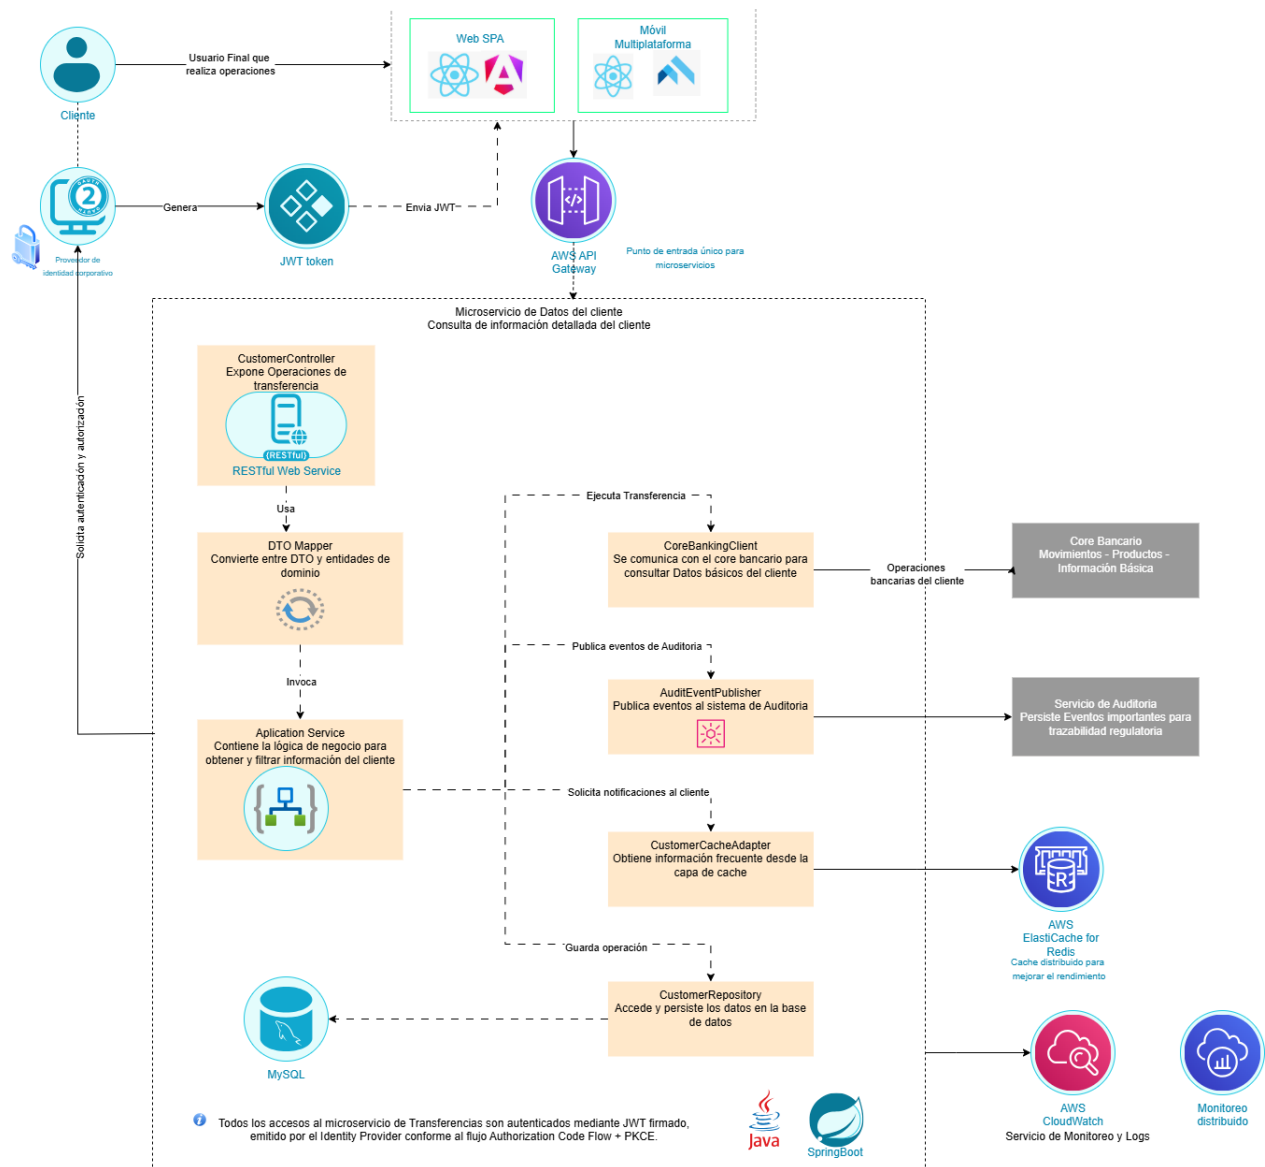 Web SPA
Móvil
Multiplataforma
Usuario Final que
realiza operaciones
Cliente
2
Genera
Envia JWT
JWT token
Proveedor de
identidad corporativo
AWS API
Gateway
Punto de entrada único para
microservicios
Microservicio de Datos del cliente
Consulta de información detallada del cliente
CustomerController
Expone Operaciones de
transferencia
{RESTful}
RESTful Web Service
Solicita autenticación y autorización
Usa
Ejecuta Transferencia
DTO Mapper
Convierte entre DTO y entidades de
dominio
CoreBankingClient
Se comunica con el core bancario para
consultar Datos básicos del cliente
Operaciones
bancarias del cliente
Core Bancario
Movimientos - Productos -
Información Básica
Invoca
Publica eventos de Auditoria
AuditEventPublisher
Publica eventos al sistema de Auditoria
Servicio de Auditoria
Persiste Eventos importantes para
trazabilidad regulatoria
Aplication Service
Contiene la lógica de negocio para
obtener y filtrar información del cliente
Solicita notificaciones al cliente
CustomerCacheAdapter
Obtiene información frecuente desde la
capa de cache
R
AWS
ElastiCache for
Redis
Cache distribuido para
mejorar el rendimiento
Guarda operación
CustomerRepository
Accede y persiste los datos en la base
de datos
MySQL
AWS
CloudWatch
Servicio de Monitoreo y Logs
Monitoreo
distribuido
i
Todos los accesos al microservicio de Transferencias son autenticados mediante JWT firmado,
emitido por el Identity Provider conforme al flujo Authorization Code Flow + PKCE.
Java
SpringBoot